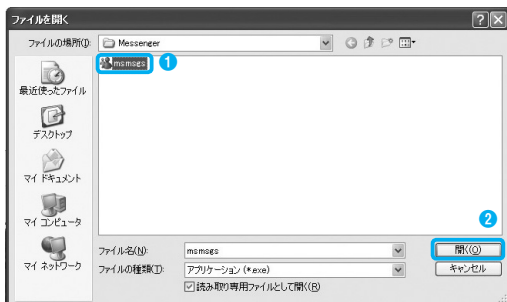 ファイルを開く
ファイルの場所(I):
Messenger
msmsgs
1
最近使ったファイル
デスクトップ
マイ ドキュメント
マイ コンピュータ
マイ ネットワーク
2
ファイル名(N):
msmsgs
開く(O)
ファイルの種類(T):
アプリケーション (*.exe)
キャンセル
読み取り専用ファイルとして開く(R)